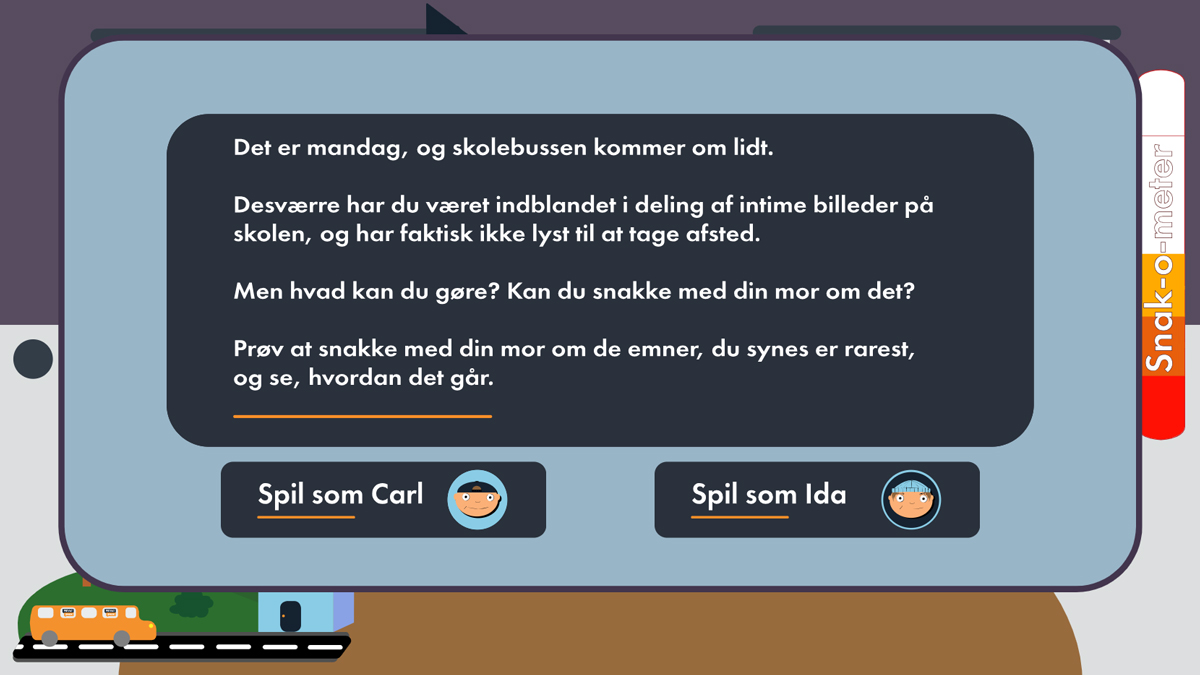 Det er mandag, og skolebussen kommer om lidt.
Desværre har du været indblandet i deling af intime billeder på
skolen, og har faktisk ikke lyst til at tage afsted.
Men hvad kan du gøre? Kan du snakke med din mor om det?
Prøv at snakke med din mor om de emner, du synes er rarest,
og se, hvordan det går.
Spil som Carl
Spil som Ida
Snak-o-meter